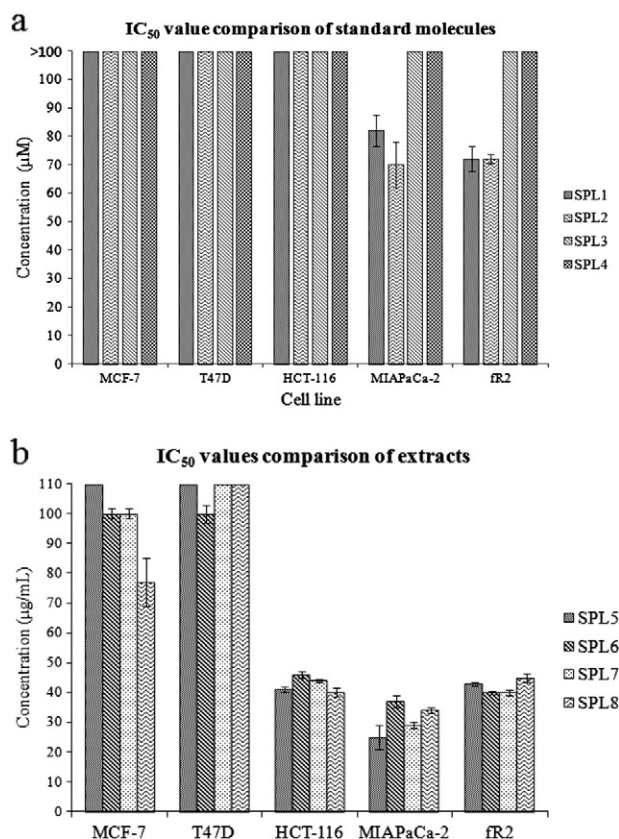 a
IC50 value comparison of standard molecules
>100
90
80
70
60
50
40
30
20
10
0
Concentration (µM)
MCF-7 T47D HCT-116 MIAPaCa-2 fR2
Cell line
SPL1
SPL2
SPL3
SPL4
b
IC50 values comparison of extracts
110
100
90
80
70
60
50
40
30
20
10
0
Concentration (µg/mL)
MCF-7 T47D HCT-116 MIAPaCa-2 fR2
SPL5
SPL6
SPL7
SPL8